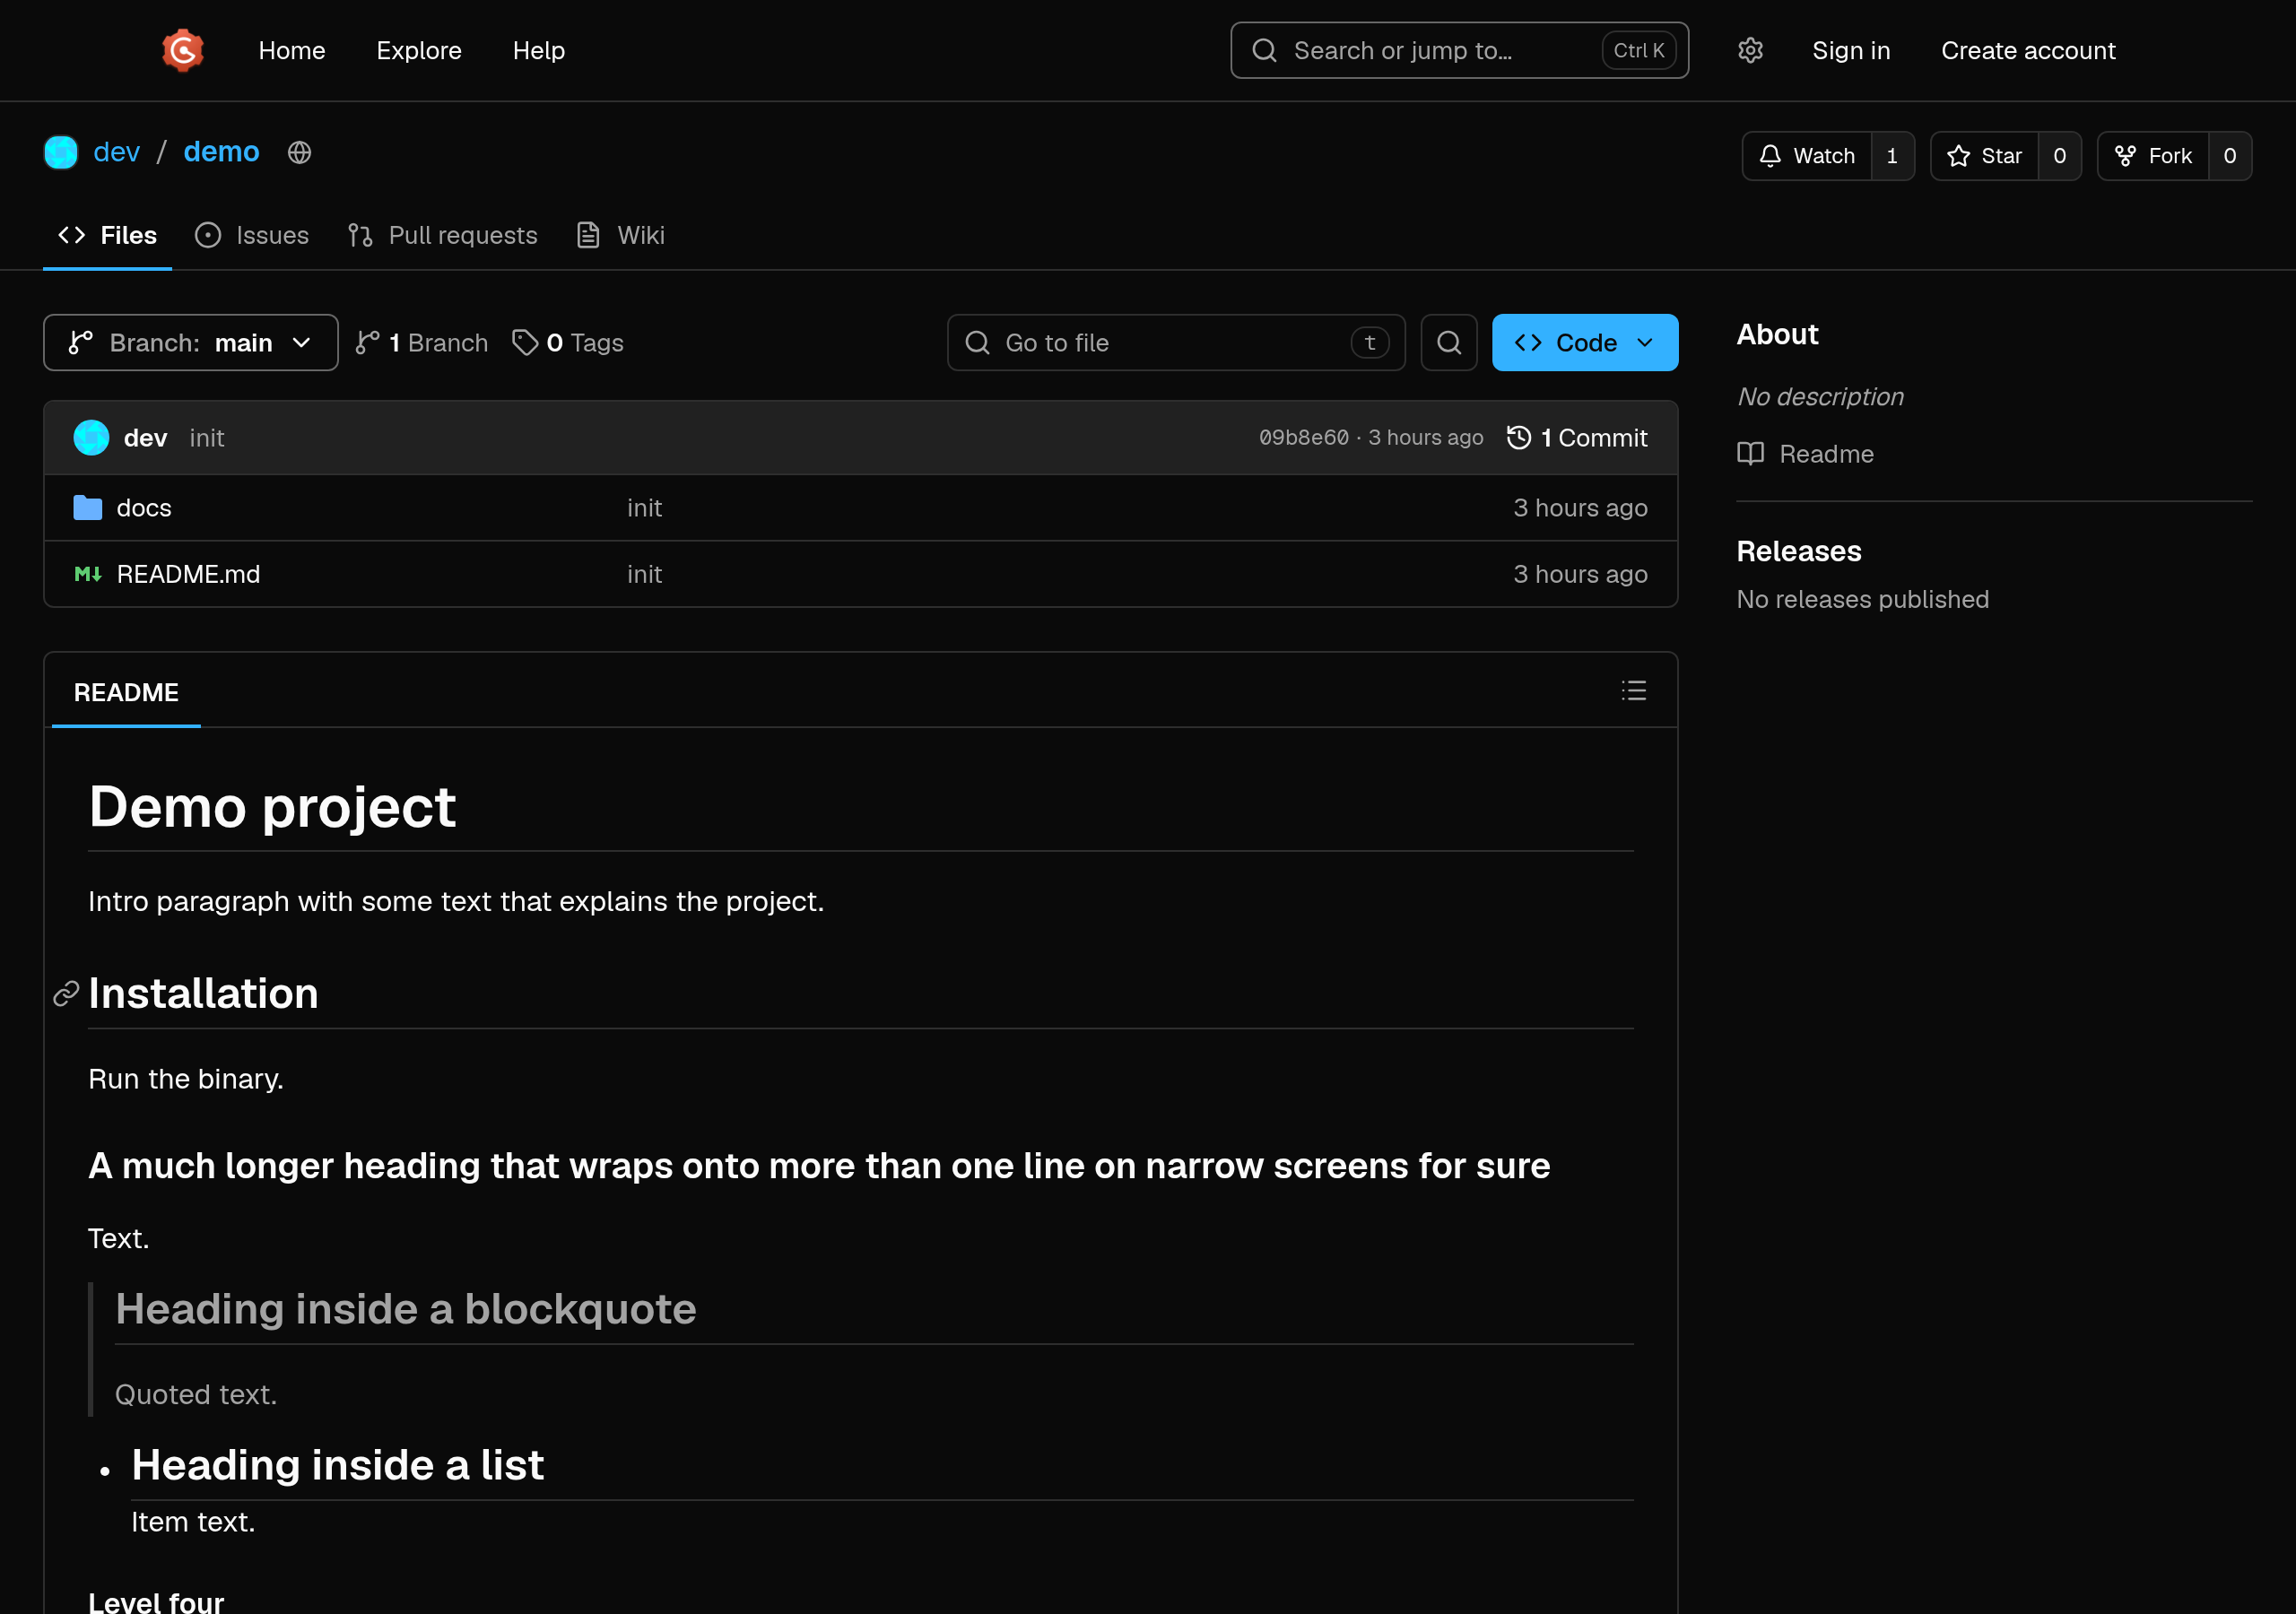 Home Explore Help Search or jump to... Ctrl K Sign in Create account
dev / demo Watch 1 Star 0 Fork 0
Files Issues Pull requests Wiki
Branch: main 1 Branch 0 Tags Go to file t Code
About
No description
Readme
Releases
No releases published
dev init 09b8e60 · 3 hours ago 1 Commit
docs init 3 hours ago
README.md init 3 hours ago
README
Demo project
Intro paragraph with some text that explains the project.
Installation
Run the binary.
A much longer heading that wraps onto more than one line on narrow screens for sure
Text.
Heading inside a blockquote
Quoted text.
• Heading inside a list
Item text.
Level four